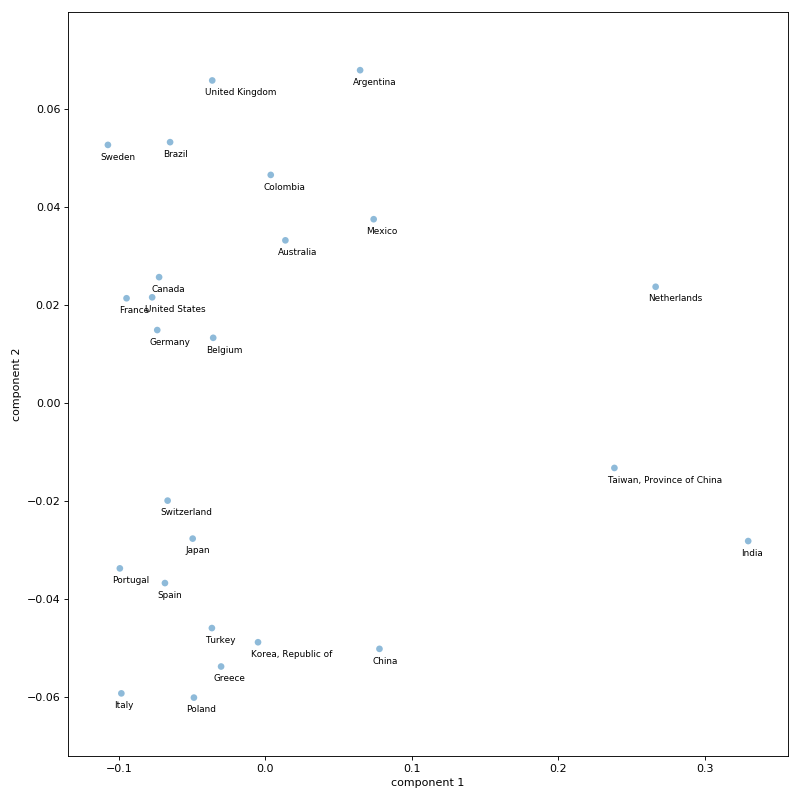 Argentina
United Kingdom
0.06
Sweden
Brazil
Colombia
0.04
Mexico
Australia
Canada
Netherlands
France
United States
0.02
Germany
Belgium
component 2
0.00
Taiwan, Province of China
−0.02
Switzerland
Japan
India
Portugal
Spain
−0.04
Turkey
Korea, Republic of
China
Greece
−0.06
Italy
Poland
−0.1 0.0 0.1 0.2 0.3
component 1